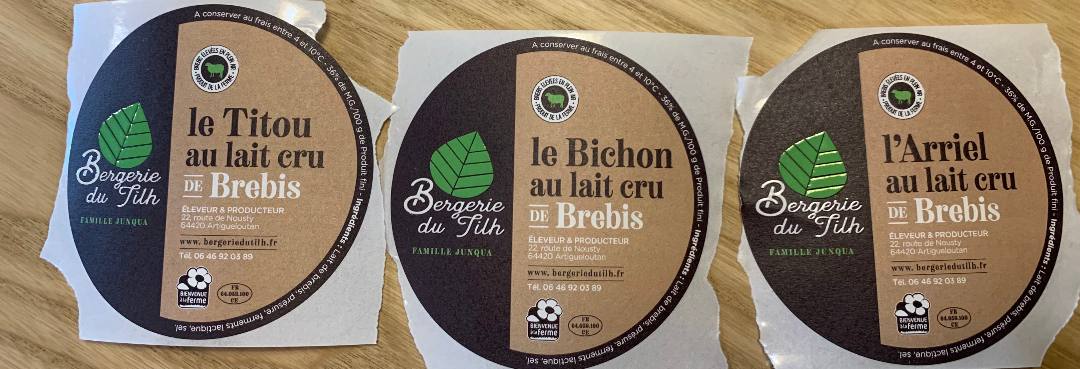 A conserver au frais entre 4 et 10°C - 36% de M.G./100 g de Produit fini - Ingrédients : Lait de brebis, présure, ferments lactique, sel.
BREBIS ÉLEVÉES EN PLEIN AIR
PRODUIT DE LA FERME
le Titou
au lait cru
DE Brebis
Bergerie
du Tilh
FAMILLE JUNQUA
ÉLEVEUR & PRODUCTEUR
22, route de Nousty
64420 Artigueloutan
www. bergeriedutilh.fr
Tél. 06 46 92 03 89
BIENVENUE
à la ferme
FR
64.059.100
CE
A conserver au frais entre 4 et 10°C - 36% de M.G./100 g de Produit fini - Ingrédients : Lait de brebis, présure, ferments lactique, sel.
BREBIS ÉLEVÉES EN PLEIN AIR
PRODUIT DE LA FERME
le Bichon
au lait cru
DE Brebis
Bergerie
du Tilh
FAMILLE JUNQUA
ÉLEVEUR & PRODUCTEUR
22, route de Nousty
64420 Artigueloutan
www. bergeriedutilh.fr
Tél. 06 46 92 03 89
BIENVENUE
à la ferme
FR
64.059.100
CE
A conserver au frais entre 4 et 10°C - 36% de M.G./100 g de Produit fini - Ingrédients : Lait de brebis, présure, ferments lactique, sel.
BREBIS ÉLEVÉES EN PLEIN AIR
PRODUIT DE LA FERME
l'Arriel
au lait cru
DE Brebis
Bergerie
du Tilh
FAMILLE JUNQUA
ÉLEVEUR & PRODUCTEUR
22, route de Nousty
64420 Artigueloutan
www. bergeriedutilh.fr
Tél. 06 46 92 03 89
BIENVENUE
à la ferme
FR
64.059.100
CE